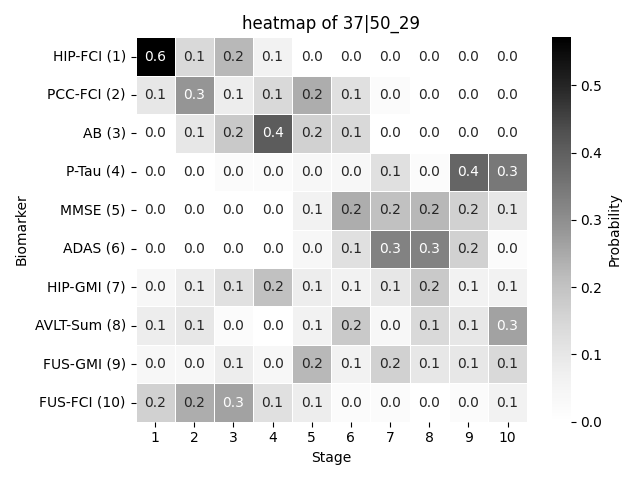 heatmap of 37|50_29
HIP-FCI (1) 0.6 0.1 0.2 0.1 0.0 0.0 0.0 0.0 0.0 0.0
PCC-FCI (2) 0.1 0.3 0.1 0.1 0.2 0.1 0.0 0.0 0.0 0.0
AB (3) 0.0 0.1 0.2 0.4 0.2 0.1 0.0 0.0 0.0 0.0
P-Tau (4) 0.0 0.0 0.0 0.0 0.0 0.0 0.1 0.0 0.4 0.3
MMSE (5) 0.0 0.0 0.0 0.0 0.1 0.2 0.2 0.2 0.2 0.1
ADAS (6) 0.0 0.0 0.0 0.0 0.0 0.1 0.3 0.3 0.2 0.0
HIP-GMI (7) 0.0 0.1 0.1 0.2 0.1 0.1 0.1 0.2 0.1 0.1
AVLT-Sum (8) 0.1 0.1 0.0 0.0 0.1 0.2 0.0 0.1 0.1 0.3
FUS-GMI (9) 0.0 0.0 0.1 0.0 0.2 0.1 0.2 0.1 0.1 0.1
FUS-FCI (10) 0.2 0.2 0.3 0.1 0.1 0.0 0.0 0.0 0.0 0.1
1 2 3 4 5 6 7 8 9 10
Stage
Biomarker
0.5
0.4
0.3
0.2
0.1
0.0
Probability